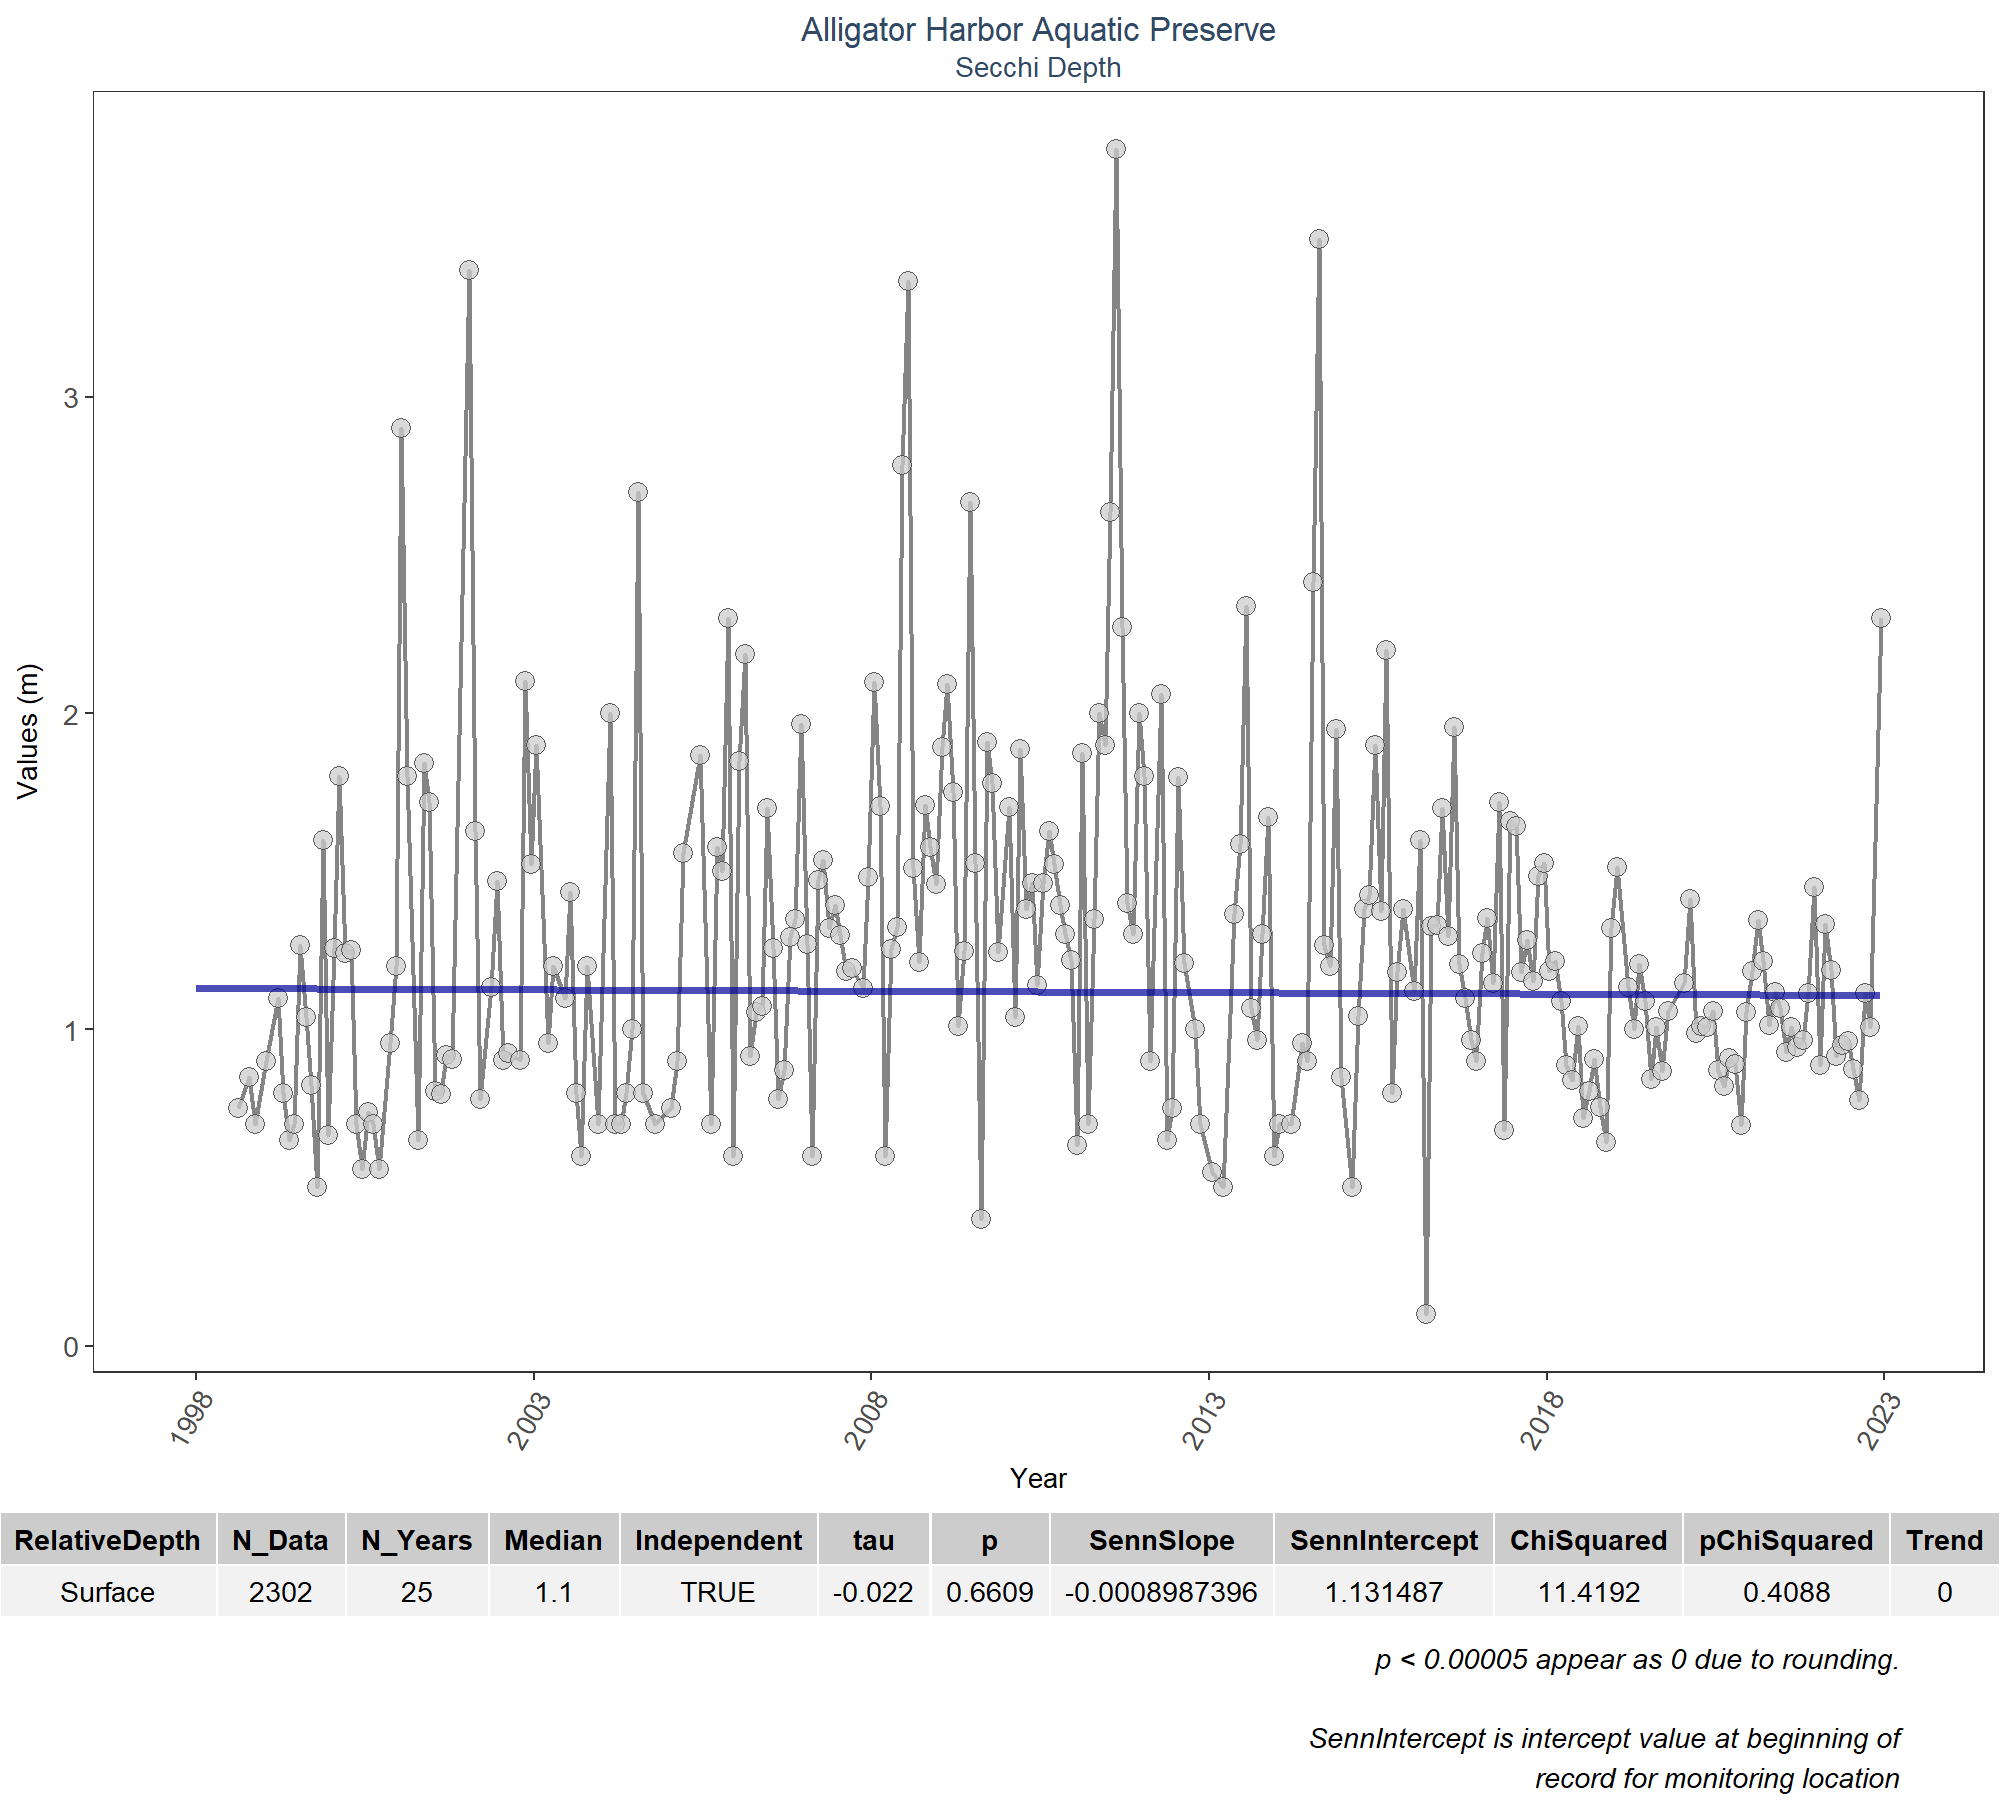 Alligator Harbor Aquatic Preserve
Secchi Depth
Values (m)
3
2
1
0
1998 2003 2008 2013 2018 2023
Year
RelativeDepth N_Data N_Years Median Independent tau p SennSlope SennIntercept ChiSquared pChiSquared Trend
Surface 2302 25 1.1 TRUE -0.022 0.6609 -0.0008987396 1.131487 11.4192 0.4088 0
p < 0.00005 appear as 0 due to rounding.
SennIntercept is intercept value at beginning of
record for monitoring location